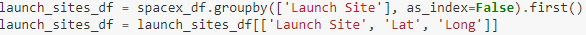 launch_sites_df = spacex_df.groupby(['Launch Site'], as_index=False).first()
launch_sites_df = launch_sites_df[['Launch Site', 'Lat', 'Long']]